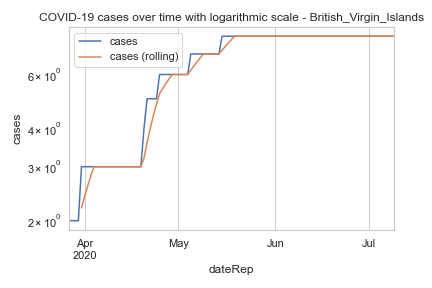 COVID-19 cases over time with logarithmic scale - British_Virgin_Islands
cases
cases (rolling)
6 × 10⁰
4 × 10⁰
3 × 10⁰
2 × 10⁰
cases
Apr May Jun Jul
2020
dateRep